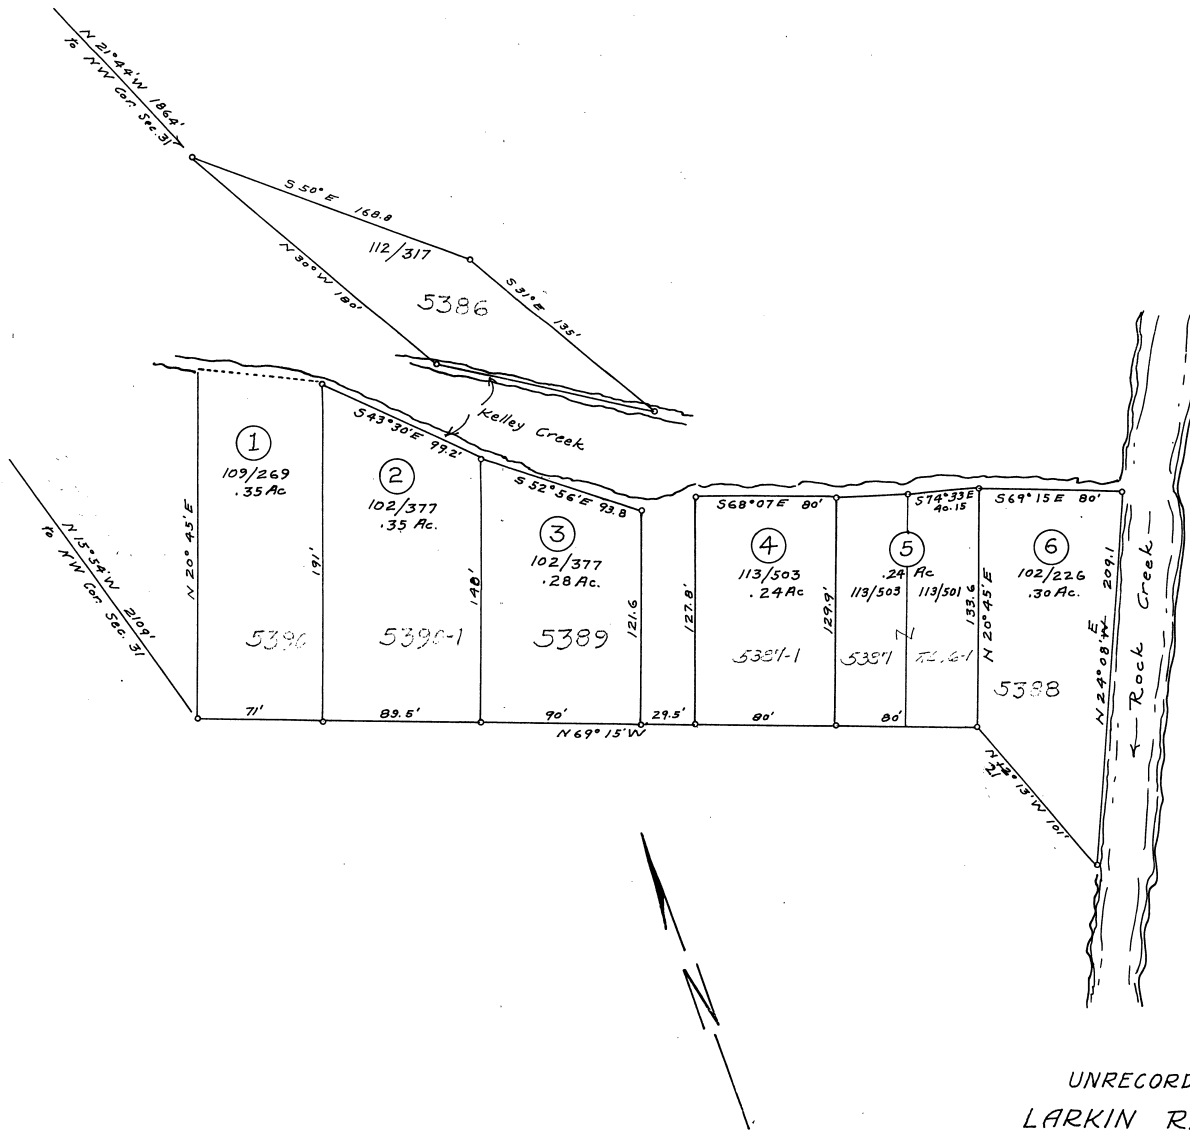 N 21°44'W 1864'
to NW Cor. Sec. 31
S 50° E 168.8
112/317
N 30° W 180'
5386
S 31° E 135'
Kelley Creek
S 43°30'E 99.2'
S 52°56'E 93.8
1
109/269
.35 Ac
N 20° 45' E
5390
71'
N 15°54'W 2109'
to NW Cor. Sec. 31
2
102/377
.35 Ac.
191'
5390-1
89.5'
148'
3
102/377
.28 Ac.
5389
90'
121.6
29.5'
N 69° 15' W
S 68°07 E 80'
127.8'
4
113/503
.24 Ac
5387-1
80'
129.9'
S 74°33 E
40.15
5
.24 Ac
113/503 113/501
5387
80'
133.6
N 20°45' E
S 69°15 E 80'
6
102/226
.30 Ac.
5388
N 24°08' W E 209.1
N 13' W 101'
21
← Rock Creek
N
UNRECORD
LARKIN R.